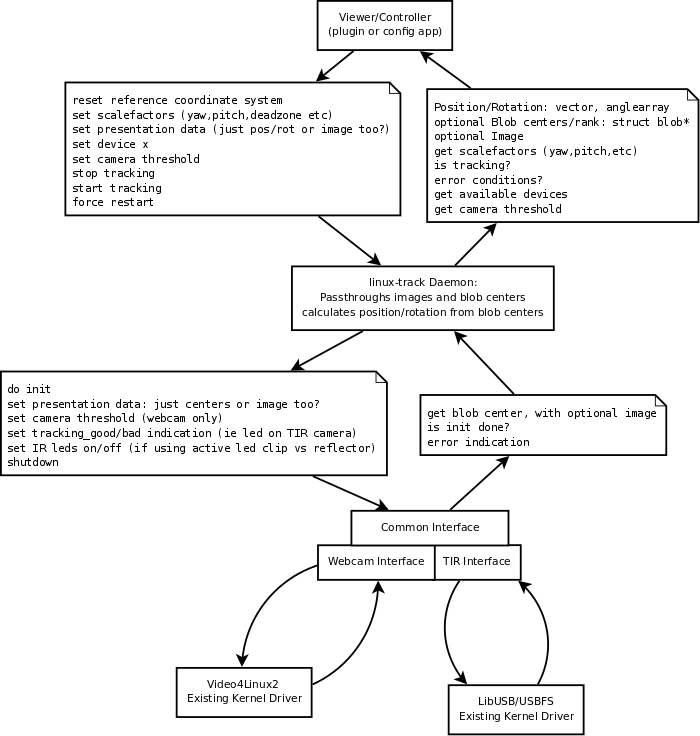 Viewer/Controller
(plugin or config app)
reset reference coordinate system
set scalefactors (yaw,pitch,deadzone etc)
set presentation data (just pos/rot or image too?)
set device x
set camera threshold
stop tracking
start tracking
force restart
Position/Rotation: vector, anglearray
optional Blob centers/rank: struct blob*
optional Image
get scalefactors (yaw,pitch,etc)
is tracking?
error conditions?
get available devices
get camera threshold
linux-track Daemon:
Passthroughs images and blob centers
calculates position/rotation from blob centers
do init
set presentation data: just centers or image too?
set camera threshold (webcam only)
set tracking_good/bad indication (ie led on TIR camera)
set IR leds on/off (if using active led clip vs reflector)
shutdown
get blob center, with optional image
is init done?
error indication
Common Interface
Webcam Interface
TIR Interface
Video4Linux2
Existing Kernel Driver
LibUSB/USBFS
Existing Kernel Driver